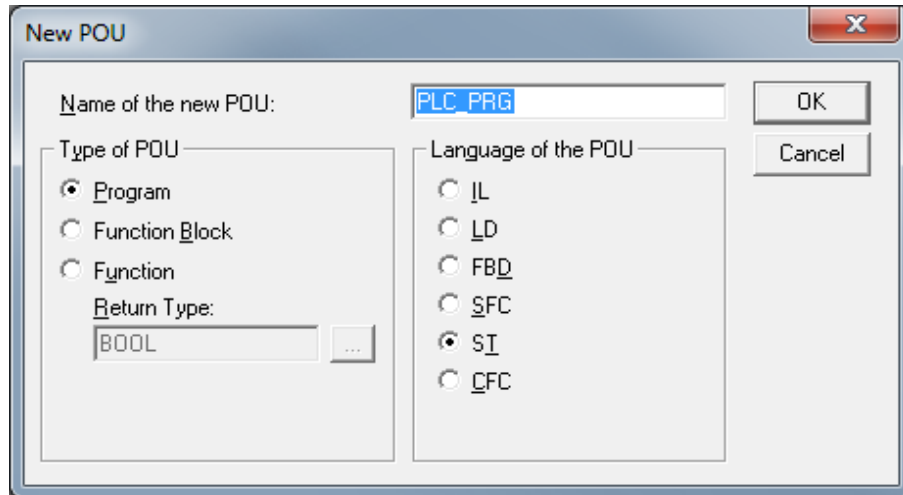 New POU
Name of the new POU:
PLC_PRG
OK
Cancel
Type of POU
Program
Function Block
Function
Return Type:
BOOL
...
Language of the POU
IL
LD
FBD
SFC
ST
CFC